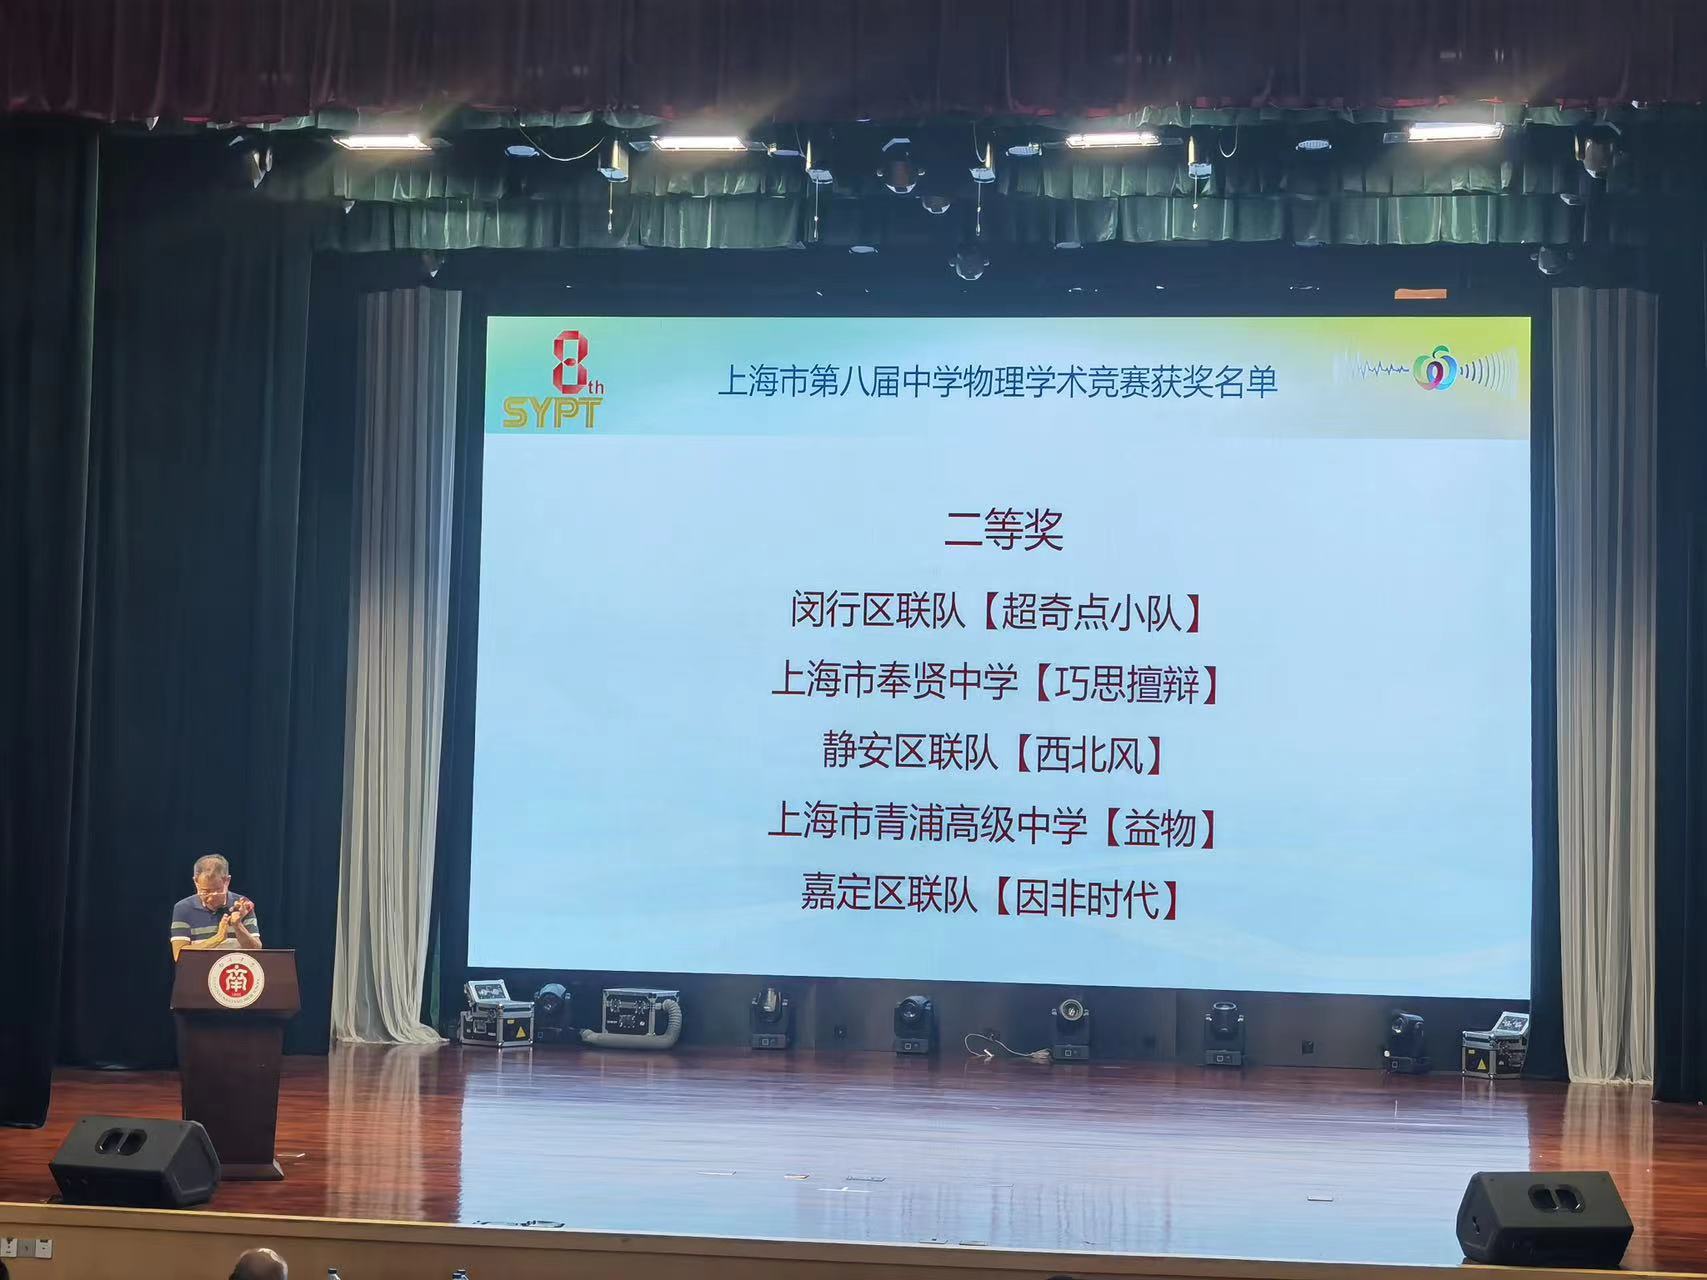 8th
SYPT
上海市第八届中学物理学术竞赛获奖名单
二等奖
闵行区联队【超奇点小队】
上海市奉贤中学【巧思擅辩】
静安区联队【西北风】
上海市青浦高级中学【益物】
嘉定区联队【因非时代】